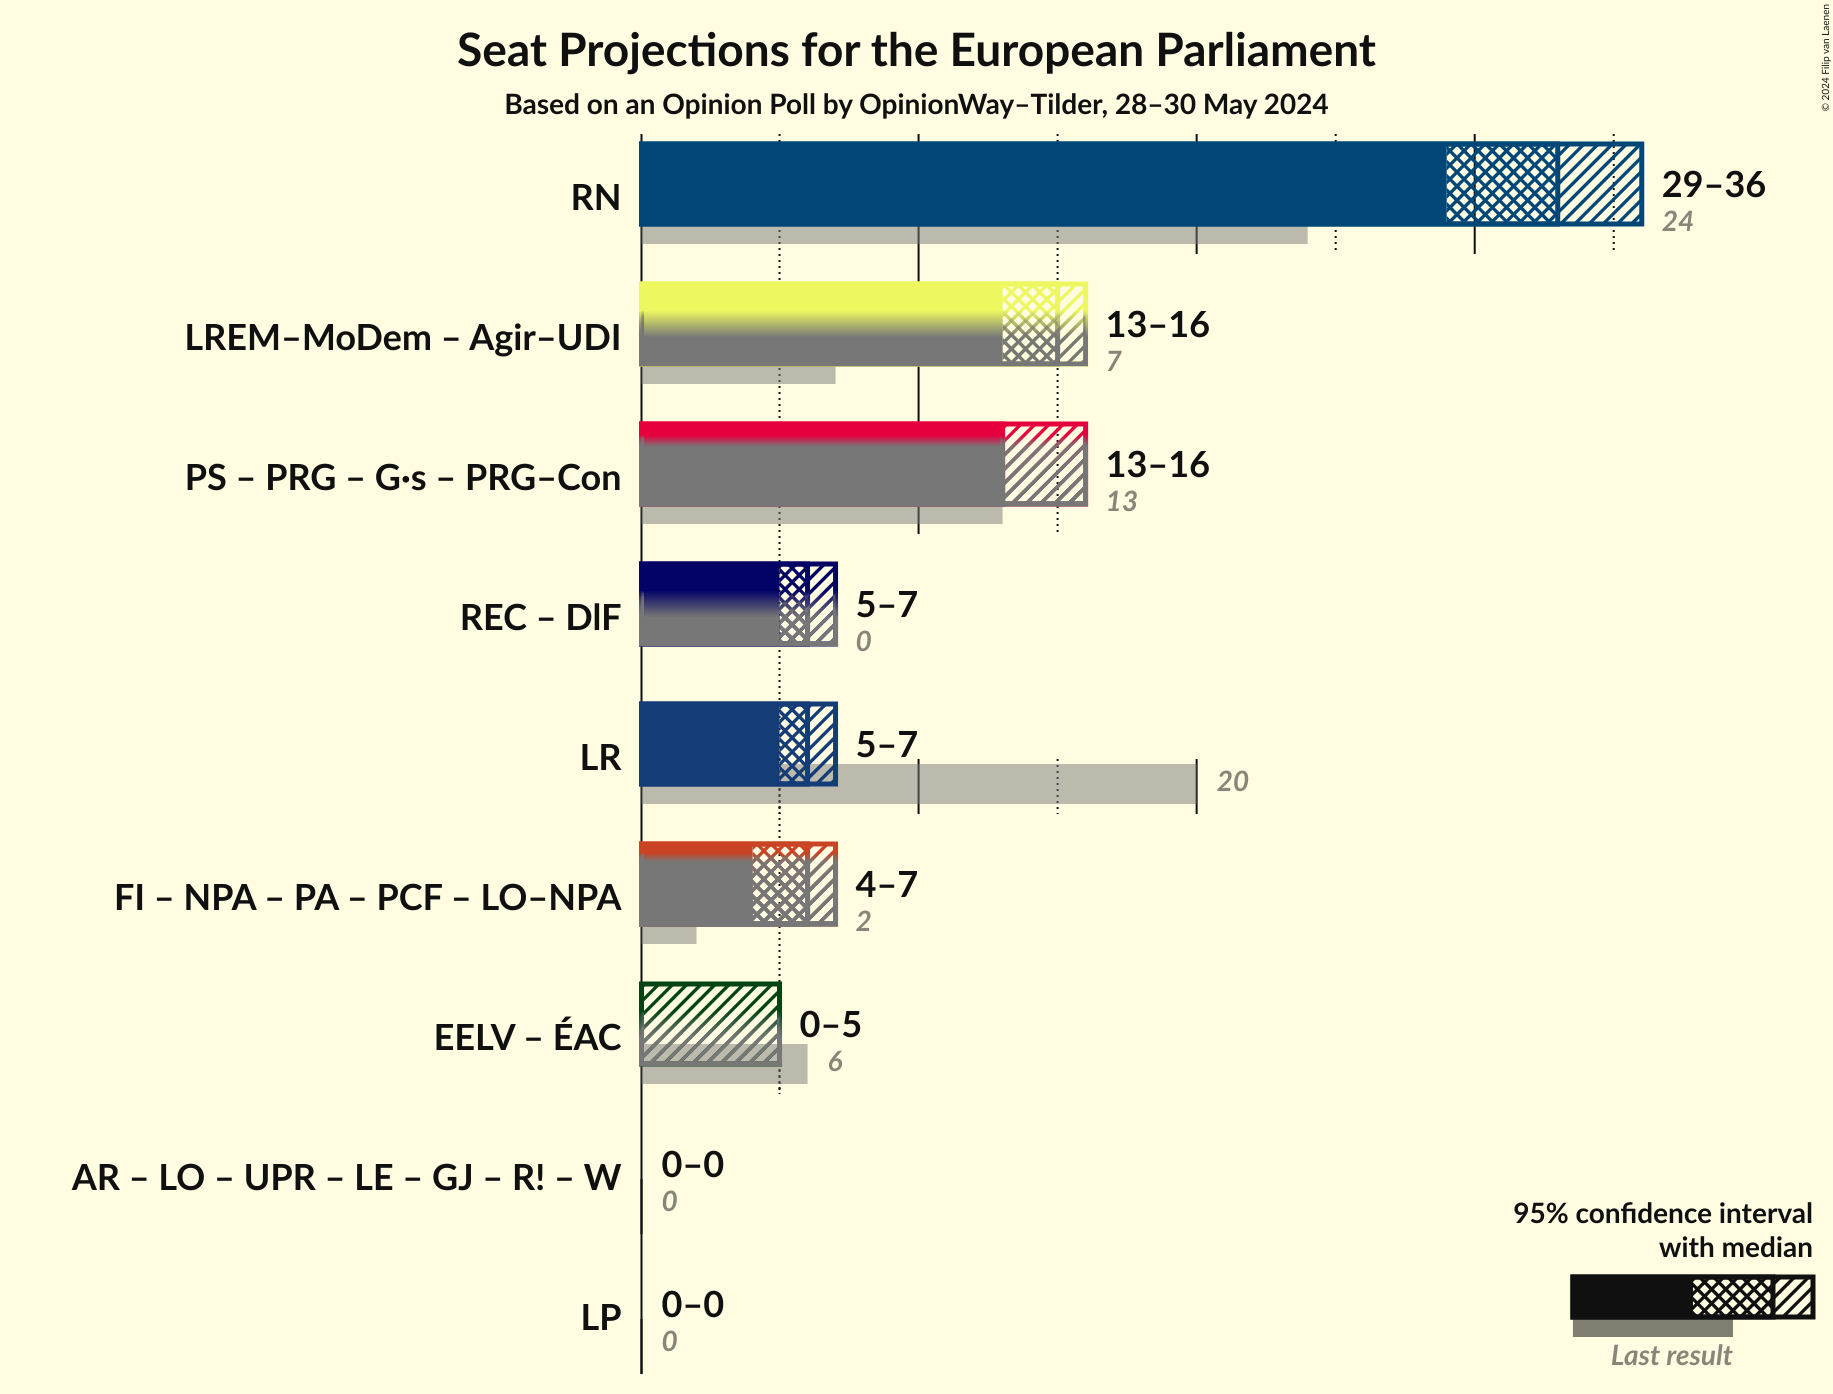 Seat Projections for the European Parliament
Based on an Opinion Poll by OpinionWay–Tilder, 28–30 May 2024
© 2024 Filip van Laenen
RN
29–36
24
LREM–MoDem – Agir–UDI
13–16
7
PS – PRG – G·s – PRG–Con
13–16
13
REC – DlF
5–7
0
LR
5–7
20
FI – NPA – PA – PCF – LO–NPA
4–7
2
EELV – ÉAC
0–5
6
AR – LO – UPR – LE – GJ – R! – W
0–0
0
LP
0–0
0
95% confidence interval
with median
Last result